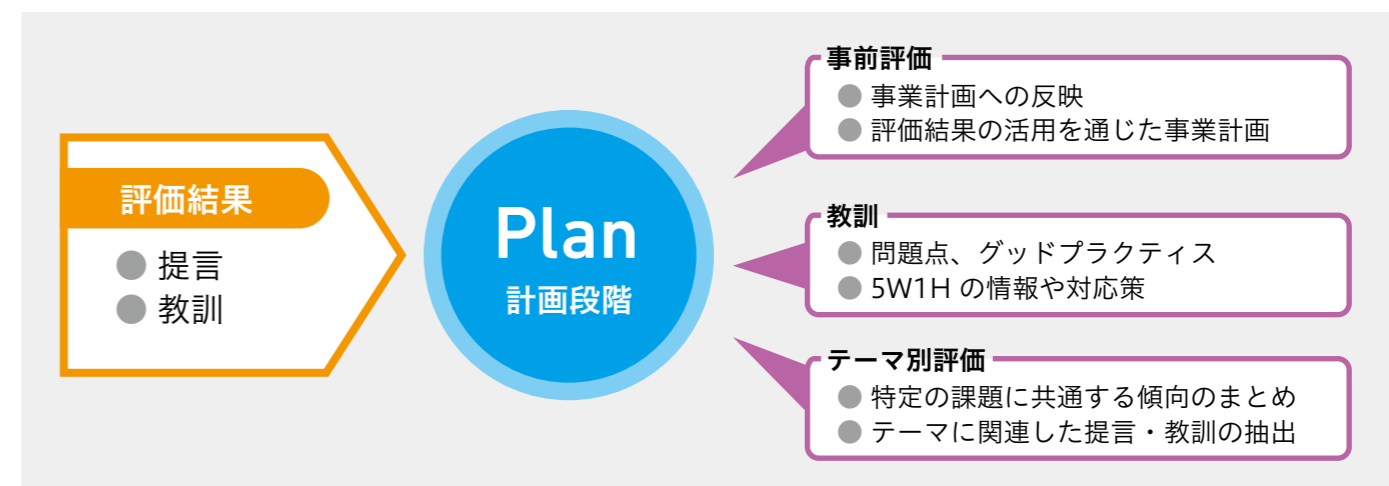 評価結果
● 提言
● 教訓
Plan
計画段階
事前評価
● 事業計画への反映
● 評価結果の活用を通じた事業計画
教訓
● 問題点、グッドプラクティス
● 5W1H の情報や対応策
テーマ別評価
● 特定の課題に共通する傾向のまとめ
● テーマに関連した提言・教訓の抽出